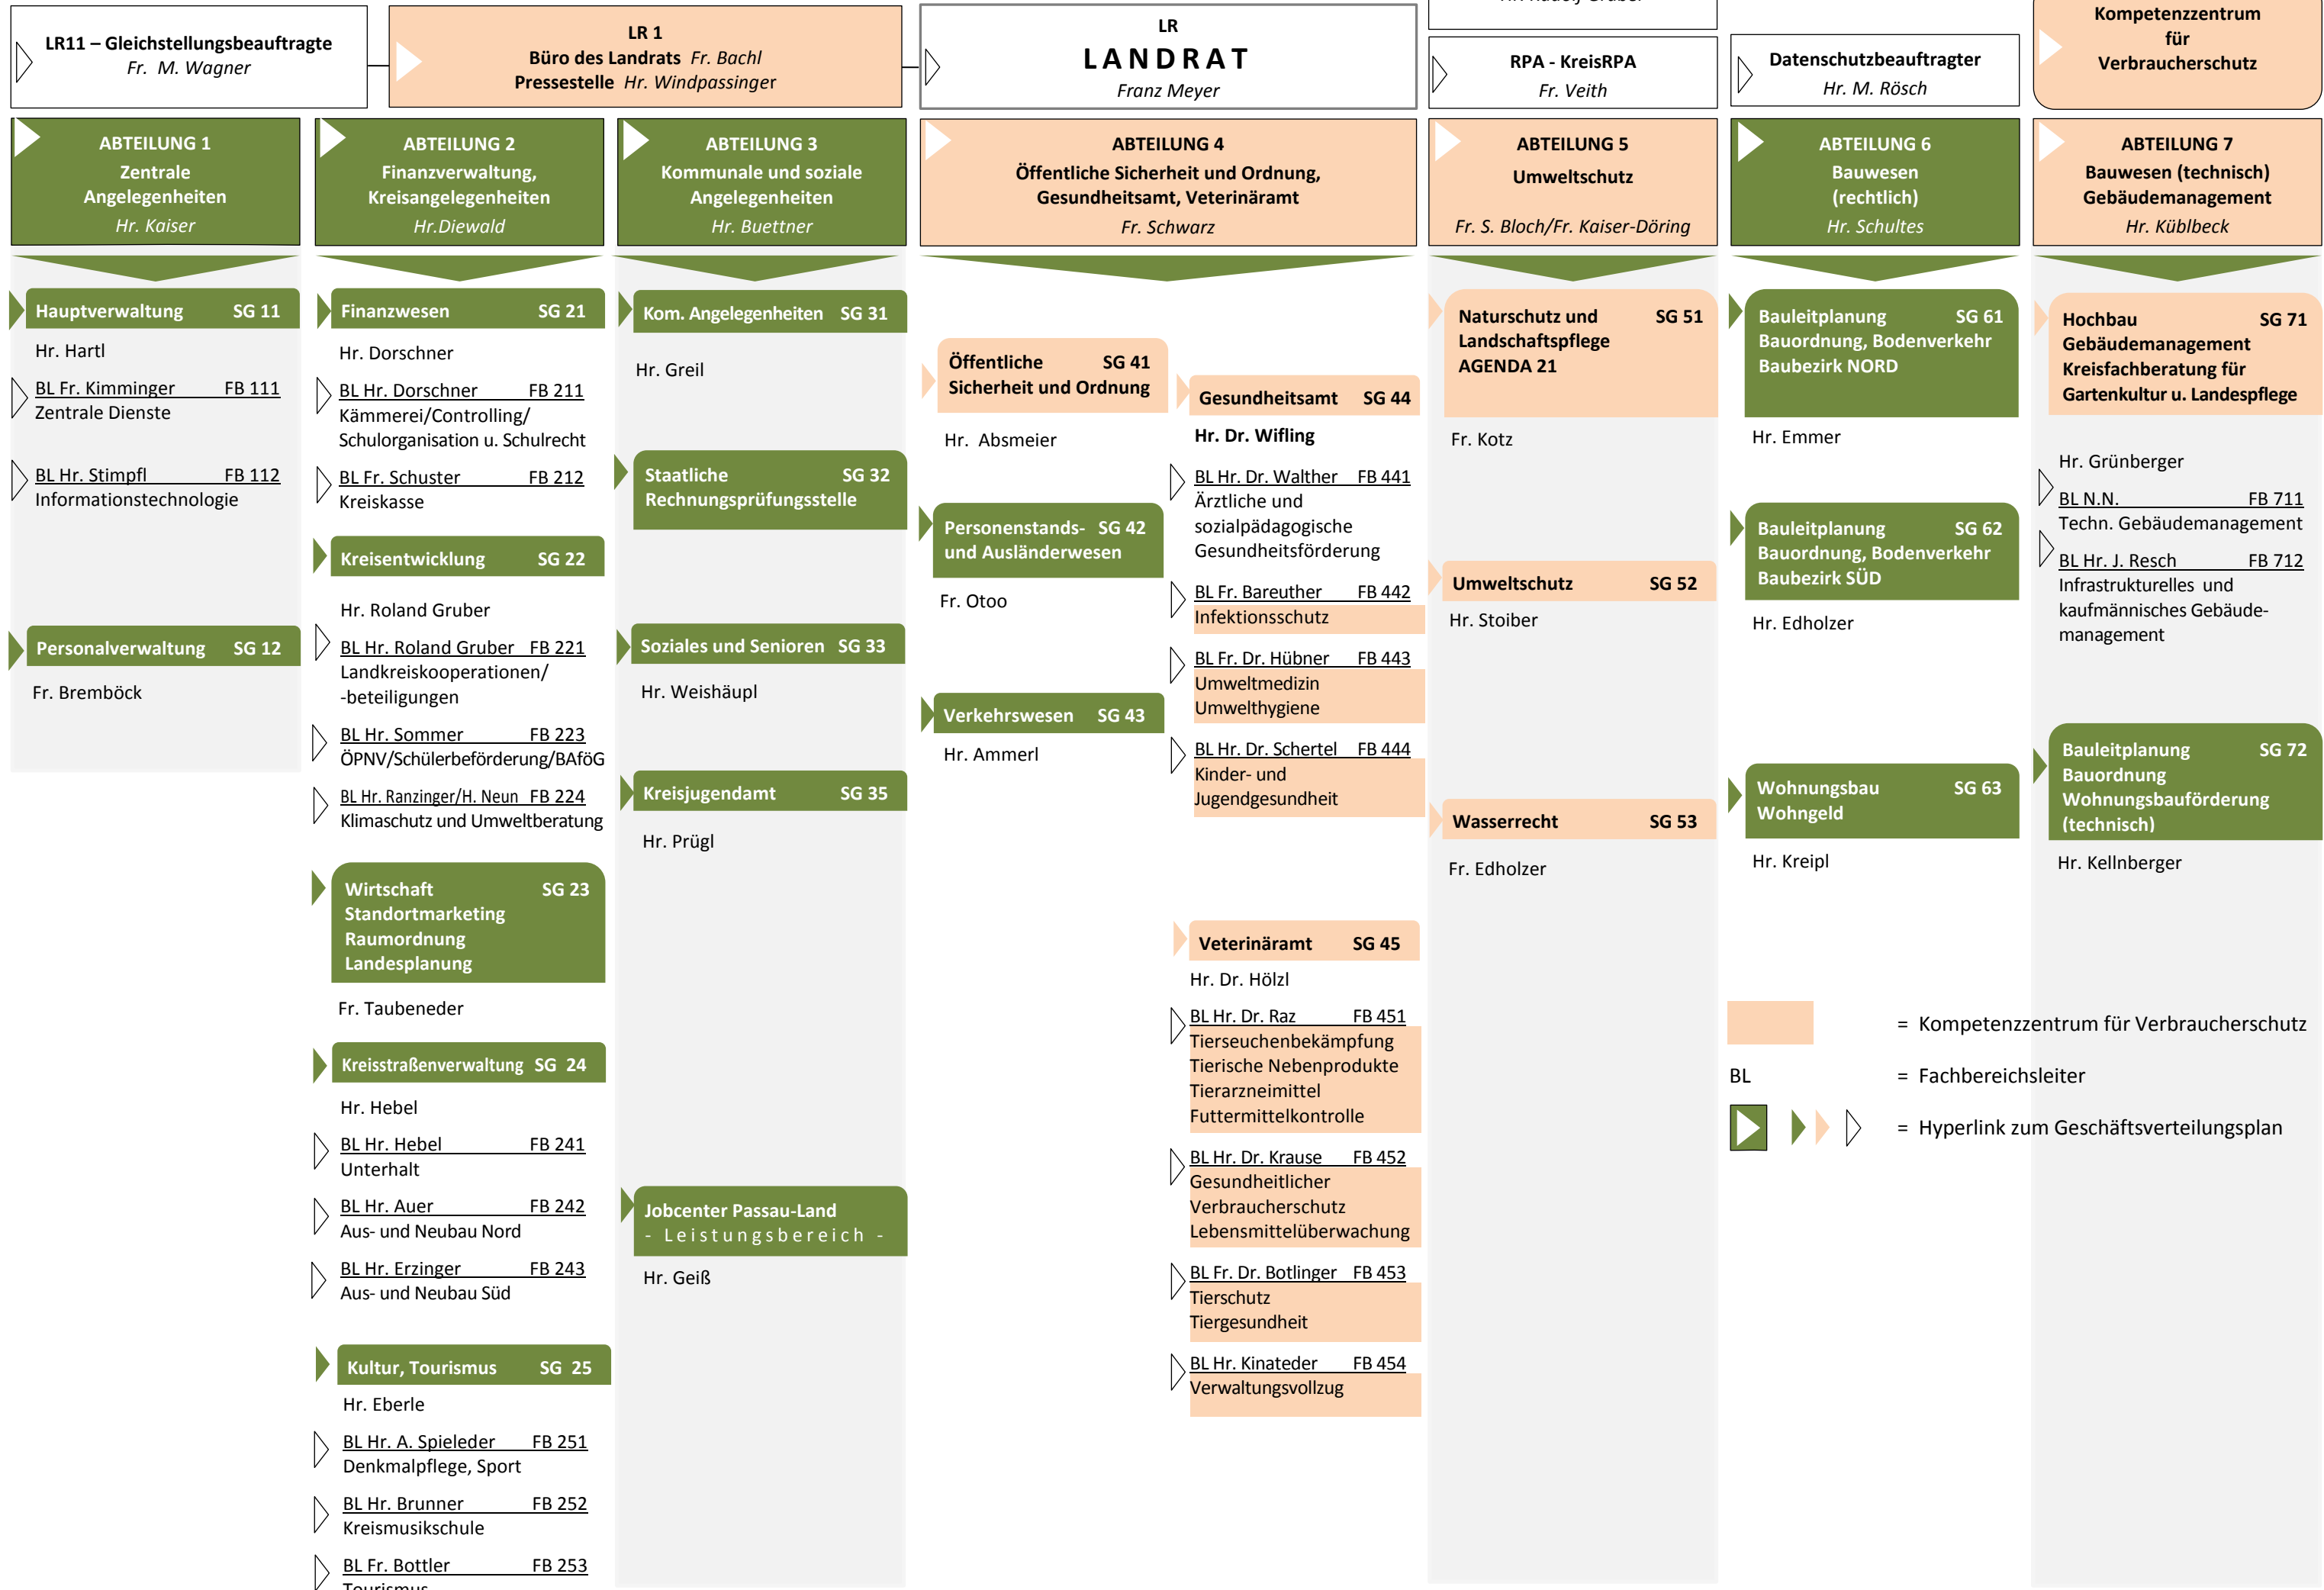 LR11 – Gleichstellungsbeauftragte
Fr. M. Wagner
LR 1
Büro des Landrats Fr. Bachl
Pressestelle Hr. Windpassinger
LR
LANDRAT
Franz Meyer
RPA - KreisRPA
Fr. Veith
Datenschutzbeauftragter
Hr. M. Rösch
Kompetenzzentrum
für
Verbraucherschutz
ABTEILUNG 1
Zentrale
Angelegenheiten
Hr. Kaiser
ABTEILUNG 2
Finanzverwaltung,
Kreisangelegenheiten
Hr.Diewald
ABTEILUNG 3
Kommunale und soziale
Angelegenheiten
Hr. Buettner
ABTEILUNG 4
Öffentliche Sicherheit und Ordnung,
Gesundheitsamt, Veterinäramt
Fr. Schwarz
ABTEILUNG 5
Umweltschutz
Fr. S. Bloch/Fr. Kaiser-Döring
ABTEILUNG 6
Bauwesen
(rechtlich)
Hr. Schultes
ABTEILUNG 7
Bauwesen (technisch)
Gebäudemanagement
Hr. Küblbeck
Hauptverwaltung SG 11
Hr. Hartl
BL Fr. Kimminger FB 111
Zentrale Dienste
BL Hr. Stimpfl FB 112
Informationstechnologie
Personalverwaltung SG 12
Fr. Bremböck
Finanzwesen SG 21
Hr. Dorschner
BL Hr. Dorschner FB 211
Kämmerei/Controlling/
Schulorganisation u. Schulrecht
BL Fr. Schuster FB 212
Kreiskasse
Kreisentwicklung SG 22
Hr. Roland Gruber
BL Hr. Roland Gruber FB 221
Landkreiskooperationen/
-beteiligungen
BL Hr. Sommer FB 223
ÖPNV/Schülerbeförderung/BAföG
BL Hr. Ranzinger/H. Neun FB 224
Klimaschutz und Umweltberatung
Wirtschaft SG 23
Standortmarketing
Raumordnung
Landesplanung
Fr. Taubeneder
Kreisstraßenverwaltung SG 24
Hr. Hebel
BL Hr. Hebel FB 241
Unterhalt
BL Hr. Auer FB 242
Aus- und Neubau Nord
BL Hr. Erzinger FB 243
Aus- und Neubau Süd
Kultur, Tourismus SG 25
Hr. Eberle
BL Hr. A. Spieleder FB 251
Denkmalpflege, Sport
BL Hr. Brunner FB 252
Kreismusikschule
BL Fr. Bottler FB 253
Tourismus
Kom. Angelegenheiten SG 31
Hr. Greil
Staatliche SG 32
Rechnungsprüfungsstelle
Soziales und Senioren SG 33
Hr. Weishäupl
Kreisjugendamt SG 35
Hr. Prügl
Jobcenter Passau-Land
- Leistungsbereich -
Hr. Geiß
Öffentliche SG 41
Sicherheit und Ordnung
Hr. Absmeier
Personenstands- SG 42
und Ausländerwesen
Fr. Otoo
Verkehrswesen SG 43
Hr. Ammerl
Gesundheitsamt SG 44
Hr. Dr. Wifling
BL Hr. Dr. Walther FB 441
Ärztliche und
sozialpädagogische
Gesundheitsförderung
BL Fr. Bareuther FB 442
Infektionsschutz
BL Fr. Dr. Hübner FB 443
Umweltmedizin
Umwelthygiene
BL Hr. Dr. Schertel FB 444
Kinder- und
Jugendgesundheit
Veterinäramt SG 45
Hr. Dr. Hölzl
BL Hr. Dr. Raz FB 451
Tierseuchenbekämpfung
Tierische Nebenprodukte
Tierarzneimittel
Futtermittelkontrolle
BL Hr. Dr. Krause FB 452
Gesundheitlicher
Verbraucherschutz
Lebensmittelüberwachung
BL Fr. Dr. Botlinger FB 453
Tierschutz
Tiergesundheit
BL Hr. Kinateder FB 454
Verwaltungsvollzug
Naturschutz und SG 51
Landschaftspflege
AGENDA 21
Fr. Kotz
Umweltschutz SG 52
Hr. Stoiber
Wasserrecht SG 53
Fr. Edholzer
Bauleitplanung SG 61
Bauordnung, Bodenverkehr
Baubezirk NORD
Hr. Emmer
Bauleitplanung SG 62
Bauordnung, Bodenverkehr
Baubezirk SÜD
Hr. Edholzer
Wohnungsbau SG 63
Wohngeld
Hr. Kreipl
Hochbau SG 71
Gebäudemanagement
Kreisfachberatung für
Gartenkultur u. Landespflege
Hr. Grünberger
BL N.N. FB 711
Techn. Gebäudemanagement
BL Hr. J. Resch FB 712
Infrastrukturelles und
kaufmännisches Gebäude-
management
Bauleitplanung SG 72
Bauordnung
Wohnungsbauförderung
(technisch)
Hr. Kellnberger
= Kompetenzzentrum für Verbraucherschutz
BL = Fachbereichsleiter
= Hyperlink zum Geschäftsverteilungsplan